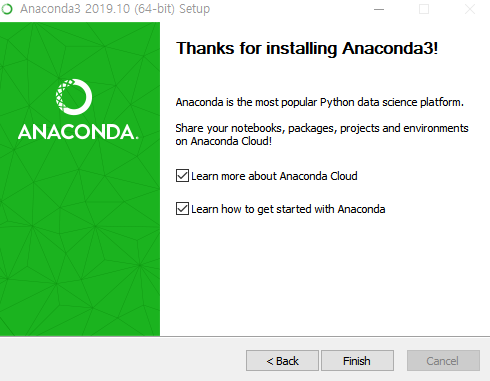 Anaconda3 2019.10 (64-bit) Setup
Thanks for installing Anaconda3!
ANACONDA.
Anaconda is the most popular Python data science platform.
Share your notebooks, packages, projects and environments
on Anaconda Cloud!
Learn more about Anaconda Cloud
Learn how to get started with Anaconda
< Back
Finish
Cancel